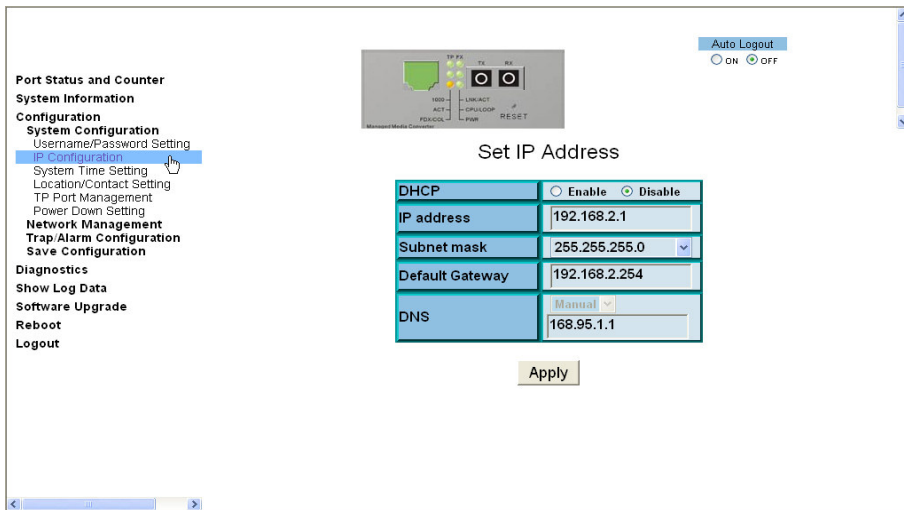 Auto Logout
ON OFF
TP FX
TX RX
1000 LNK/ACT
ACT CPU/LOOP
FDX/COL PWR
RESET
Managed Media Converter
Port Status and Counter
System Information
Configuration
System Configuration
Username/Password Setting
IP Configuration
System Time Setting
Location/Contact Setting
TP Port Management
Power Down Setting
Network Management
Trap/Alarm Configuration
Save Configuration
Diagnostics
Show Log Data
Software Upgrade
Reboot
Logout
Set IP Address
DHCP Enable Disable
IP address 192.168.2.1
Subnet mask 255.255.255.0
Default Gateway 192.168.2.254
DNS Manual
168.95.1.1
Apply